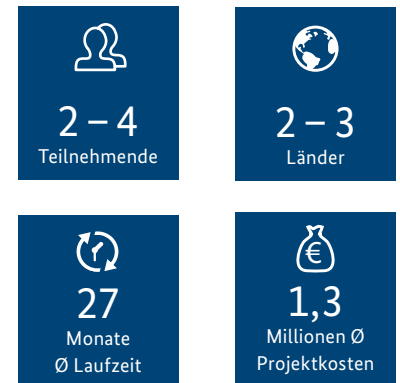 2 – 4
Teilnehmende
2 – 3
Länder
27
Monate
Ø Laufzeit
€
1,3
Millionen Ø
Projektkosten